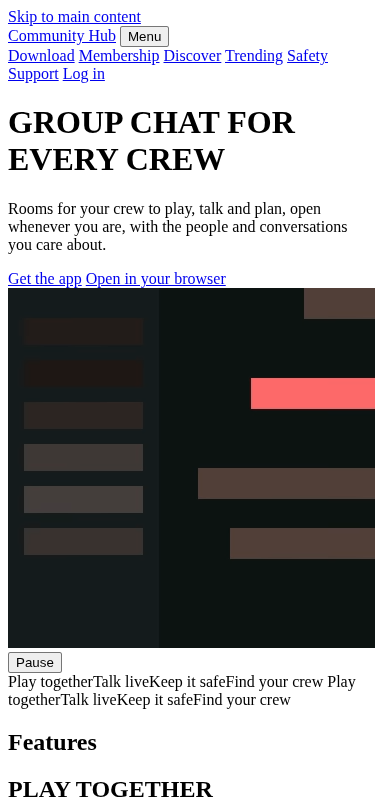 Skip to main content
Community Hub Menu
Download Membership Discover Trending Safety
Support Log in
GROUP CHAT FOR
EVERY CREW
Rooms for your crew to play, talk and plan, open
whenever you are, with the people and conversations
you care about.
Get the app Open in your browser
Pause
Play togetherTalk liveKeep it safeFind your crew Play
togetherTalk liveKeep it safeFind your crew
Features
PLAY TOGETHER